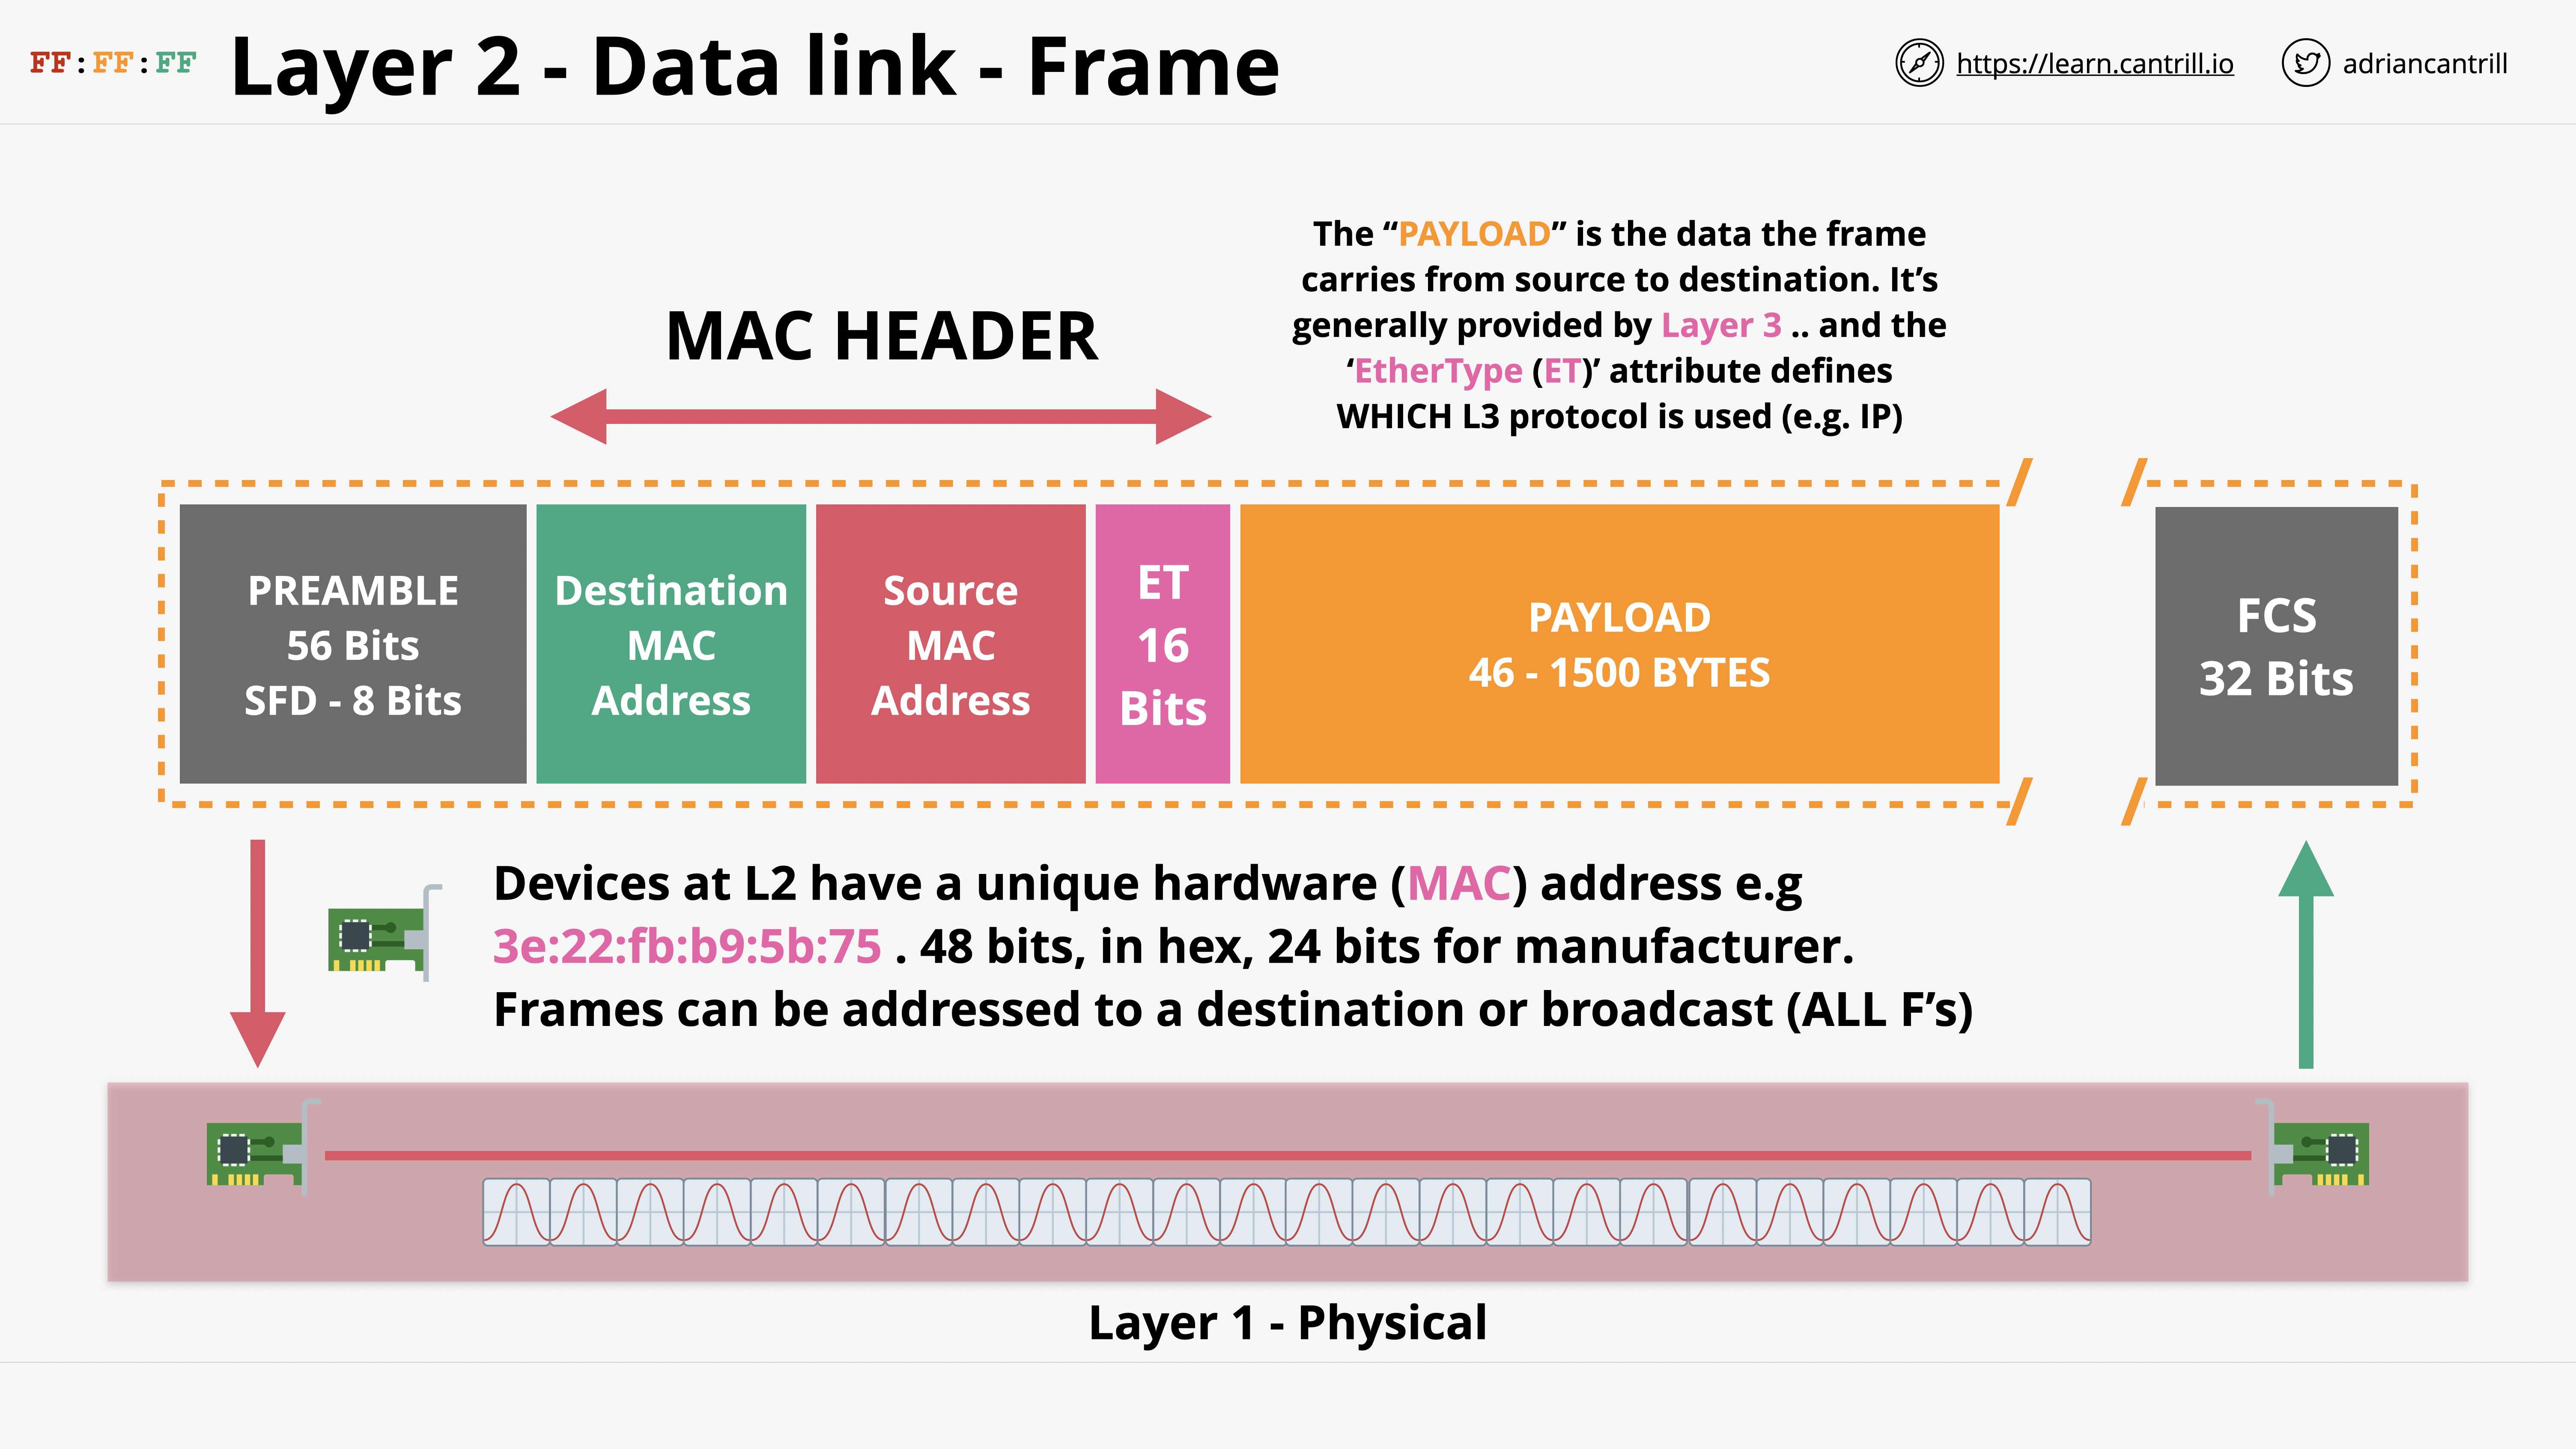 FF:FF:FF
Layer 2 - Data link - Frame
https://learn.cantrill.io
adriancantrill
The “PAYLOAD” is the data the frame
carries from source to destination. It’s
generally provided by Layer 3 .. and the
‘EtherType (ET)’ attribute defines
WHICH L3 protocol is used (e.g. IP)
MAC HEADER
PREAMBLE
56 Bits
SFD - 8 Bits
Destination
MAC
Address
Source
MAC
Address
ET
16
Bits
PAYLOAD
46 - 1500 BYTES
FCS
32 Bits
Devices at L2 have a unique hardware (MAC) address e.g
3e:22:fb:b9:5b:75 . 48 bits, in hex, 24 bits for manufacturer.
Frames can be addressed to a destination or broadcast (ALL F’s)
Layer 1 - Physical